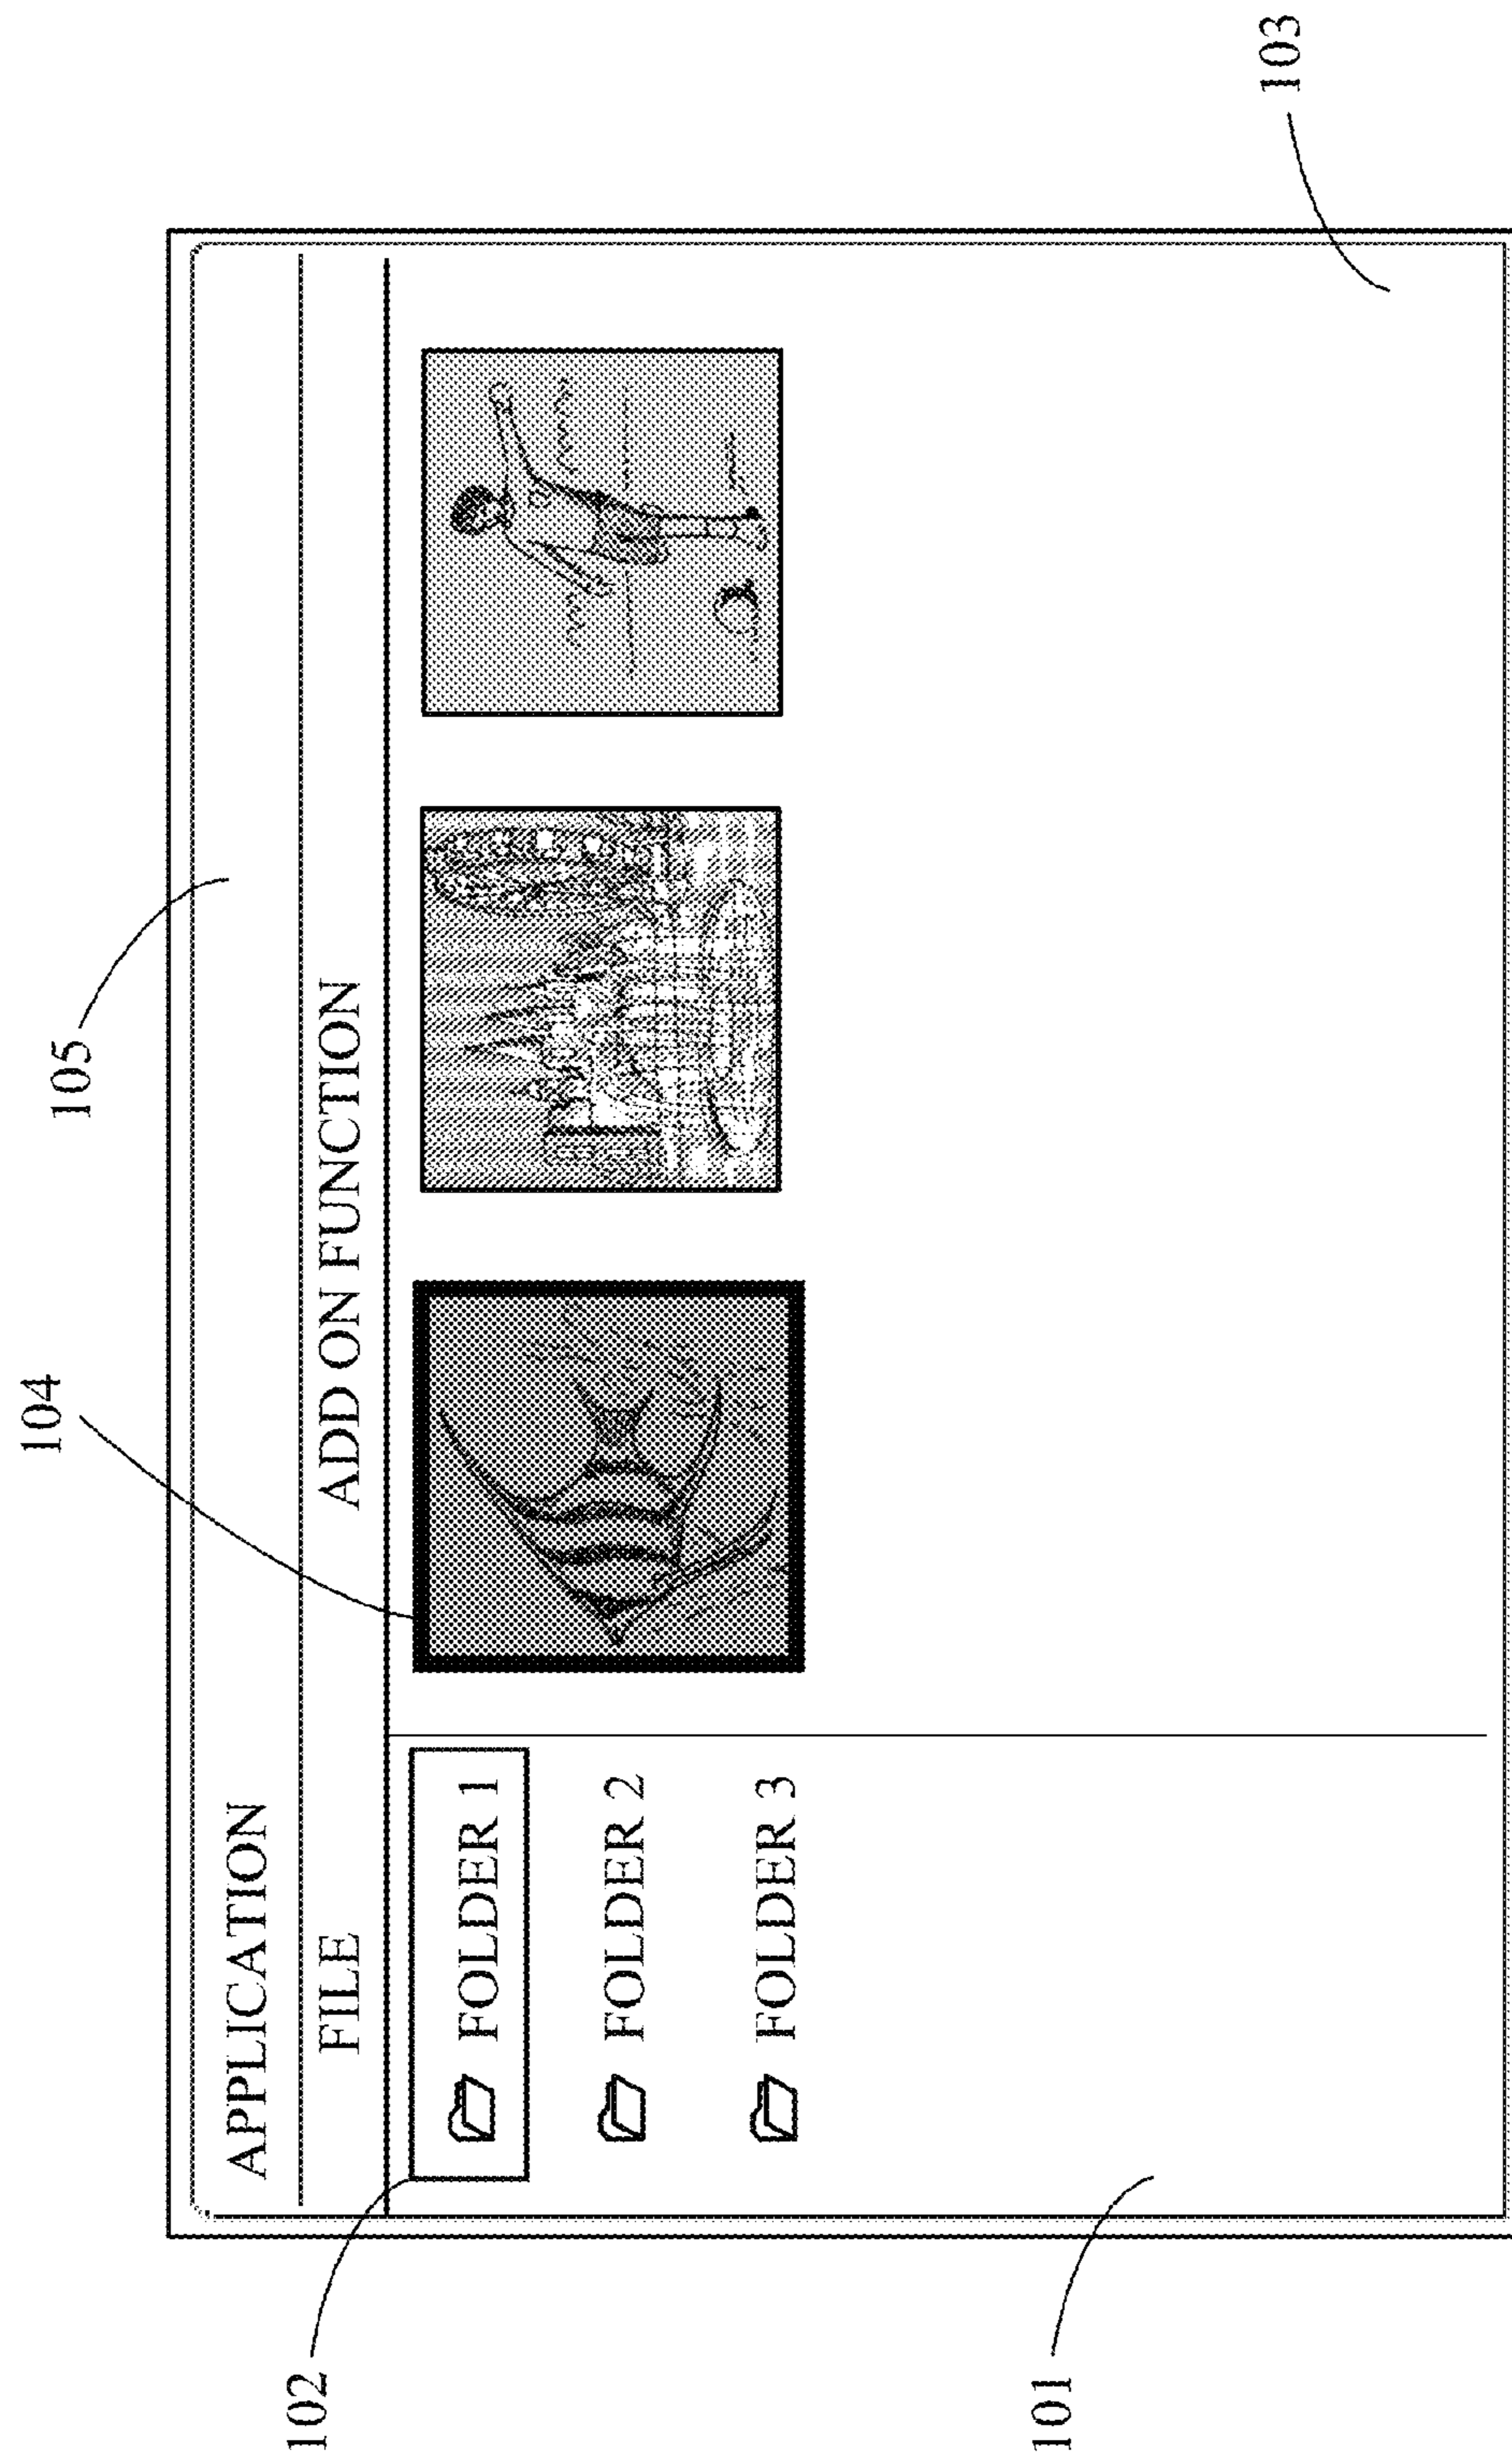 104
105
103
APPLICATION
FILE ADD ON FUNCTION
102
FOLDER 1
FOLDER 2
FOLDER 3
101